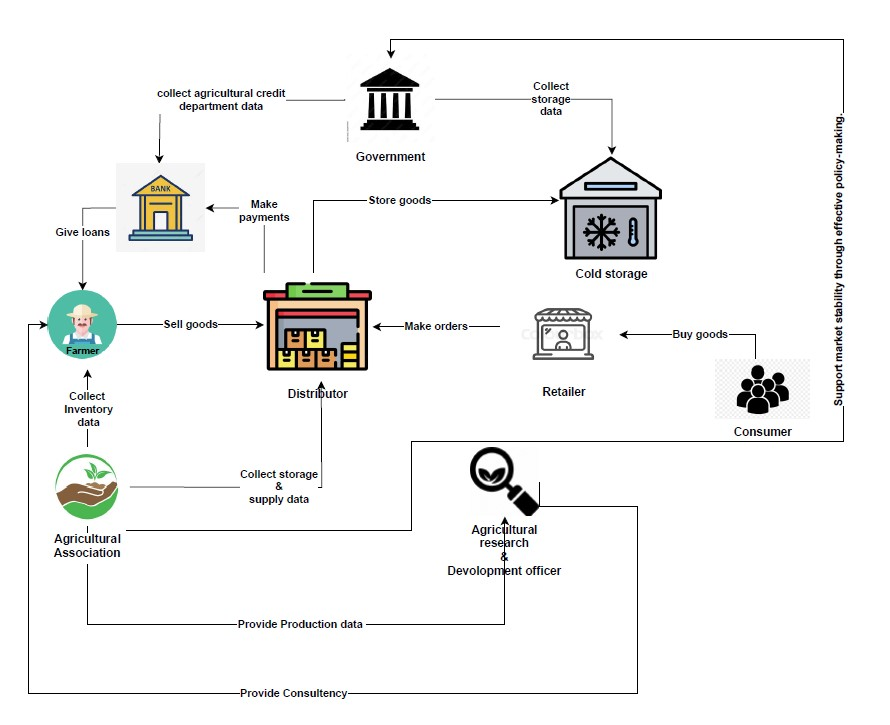 collect agricultural credit
department data
Collect
storage
data
Government
BANK
Make
payments
Store goods
Give loans
Cold storage
Farmer
Sell goods
Make orders
Buy goods
Distributor
Retailer
Consumer
Support market stability through effective policy-making.
Collect
Inventory
data
Collect storage
&
supply data
Agricultural
Association
Agricultural
research
&
Devolopment officer
Provide Production data
Provide Consultency